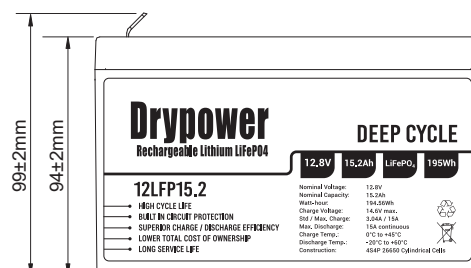 99±2mm
94±2mm
Drypower
Rechargeable Lithium LiFePO4
DEEP CYCLE
12.8V 15.2Ah LiFePO₄ 195Wh
12LFP15.2
HIGH CYCLE LIFE
BUILT IN CIRCUIT PROTECTION
SUPERIOR CHARGE / DISCHARGE EFFICIENCY
LOWER TOTAL COST OF OWNERSHIP
LONG SERVICE LIFE
Nominal Voltage: 12.8V
Nominal Capacity: 15.2Ah
Watt-hour: 194.56Wh
Charge Voltage: 14.6V max.
Std / Max. Charge: 3.04A / 15A
Max. Discharge: 15A continuous
Charge Temp.: 0°C to +45°C
Discharge Temp.: -20°C to +60°C
Construction: 4S4P 26650 Cylindrical Cells